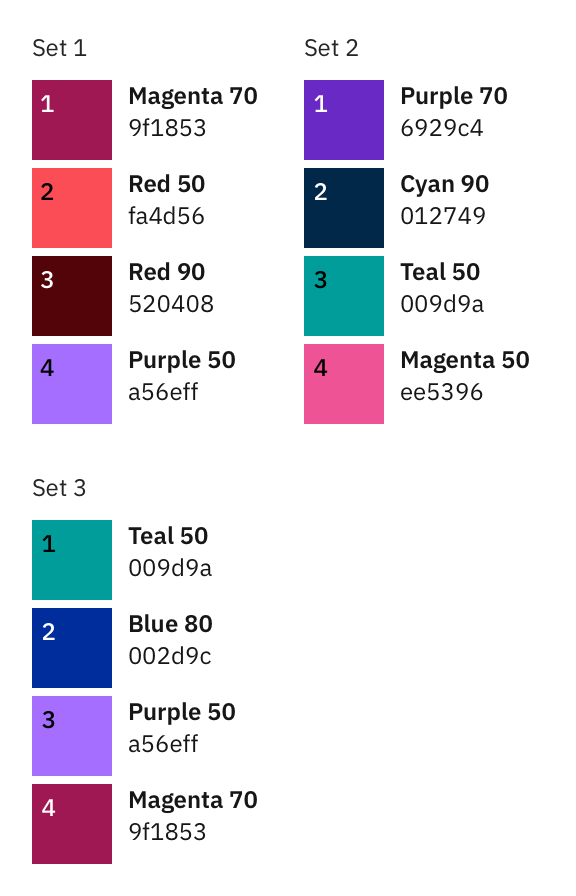 Set 1
1
Magenta 70
9f1853
2
Red 50
fa4d56
3
Red 90
520408
4
Purple 50
a56eff
Set 2
1
Purple 70
6929c4
2
Cyan 90
012749
3
Teal 50
009d9a
4
Magenta 50
ee5396
Set 3
1
Teal 50
009d9a
2
Blue 80
002d9c
3
Purple 50
a56eff
4
Magenta 70
9f1853